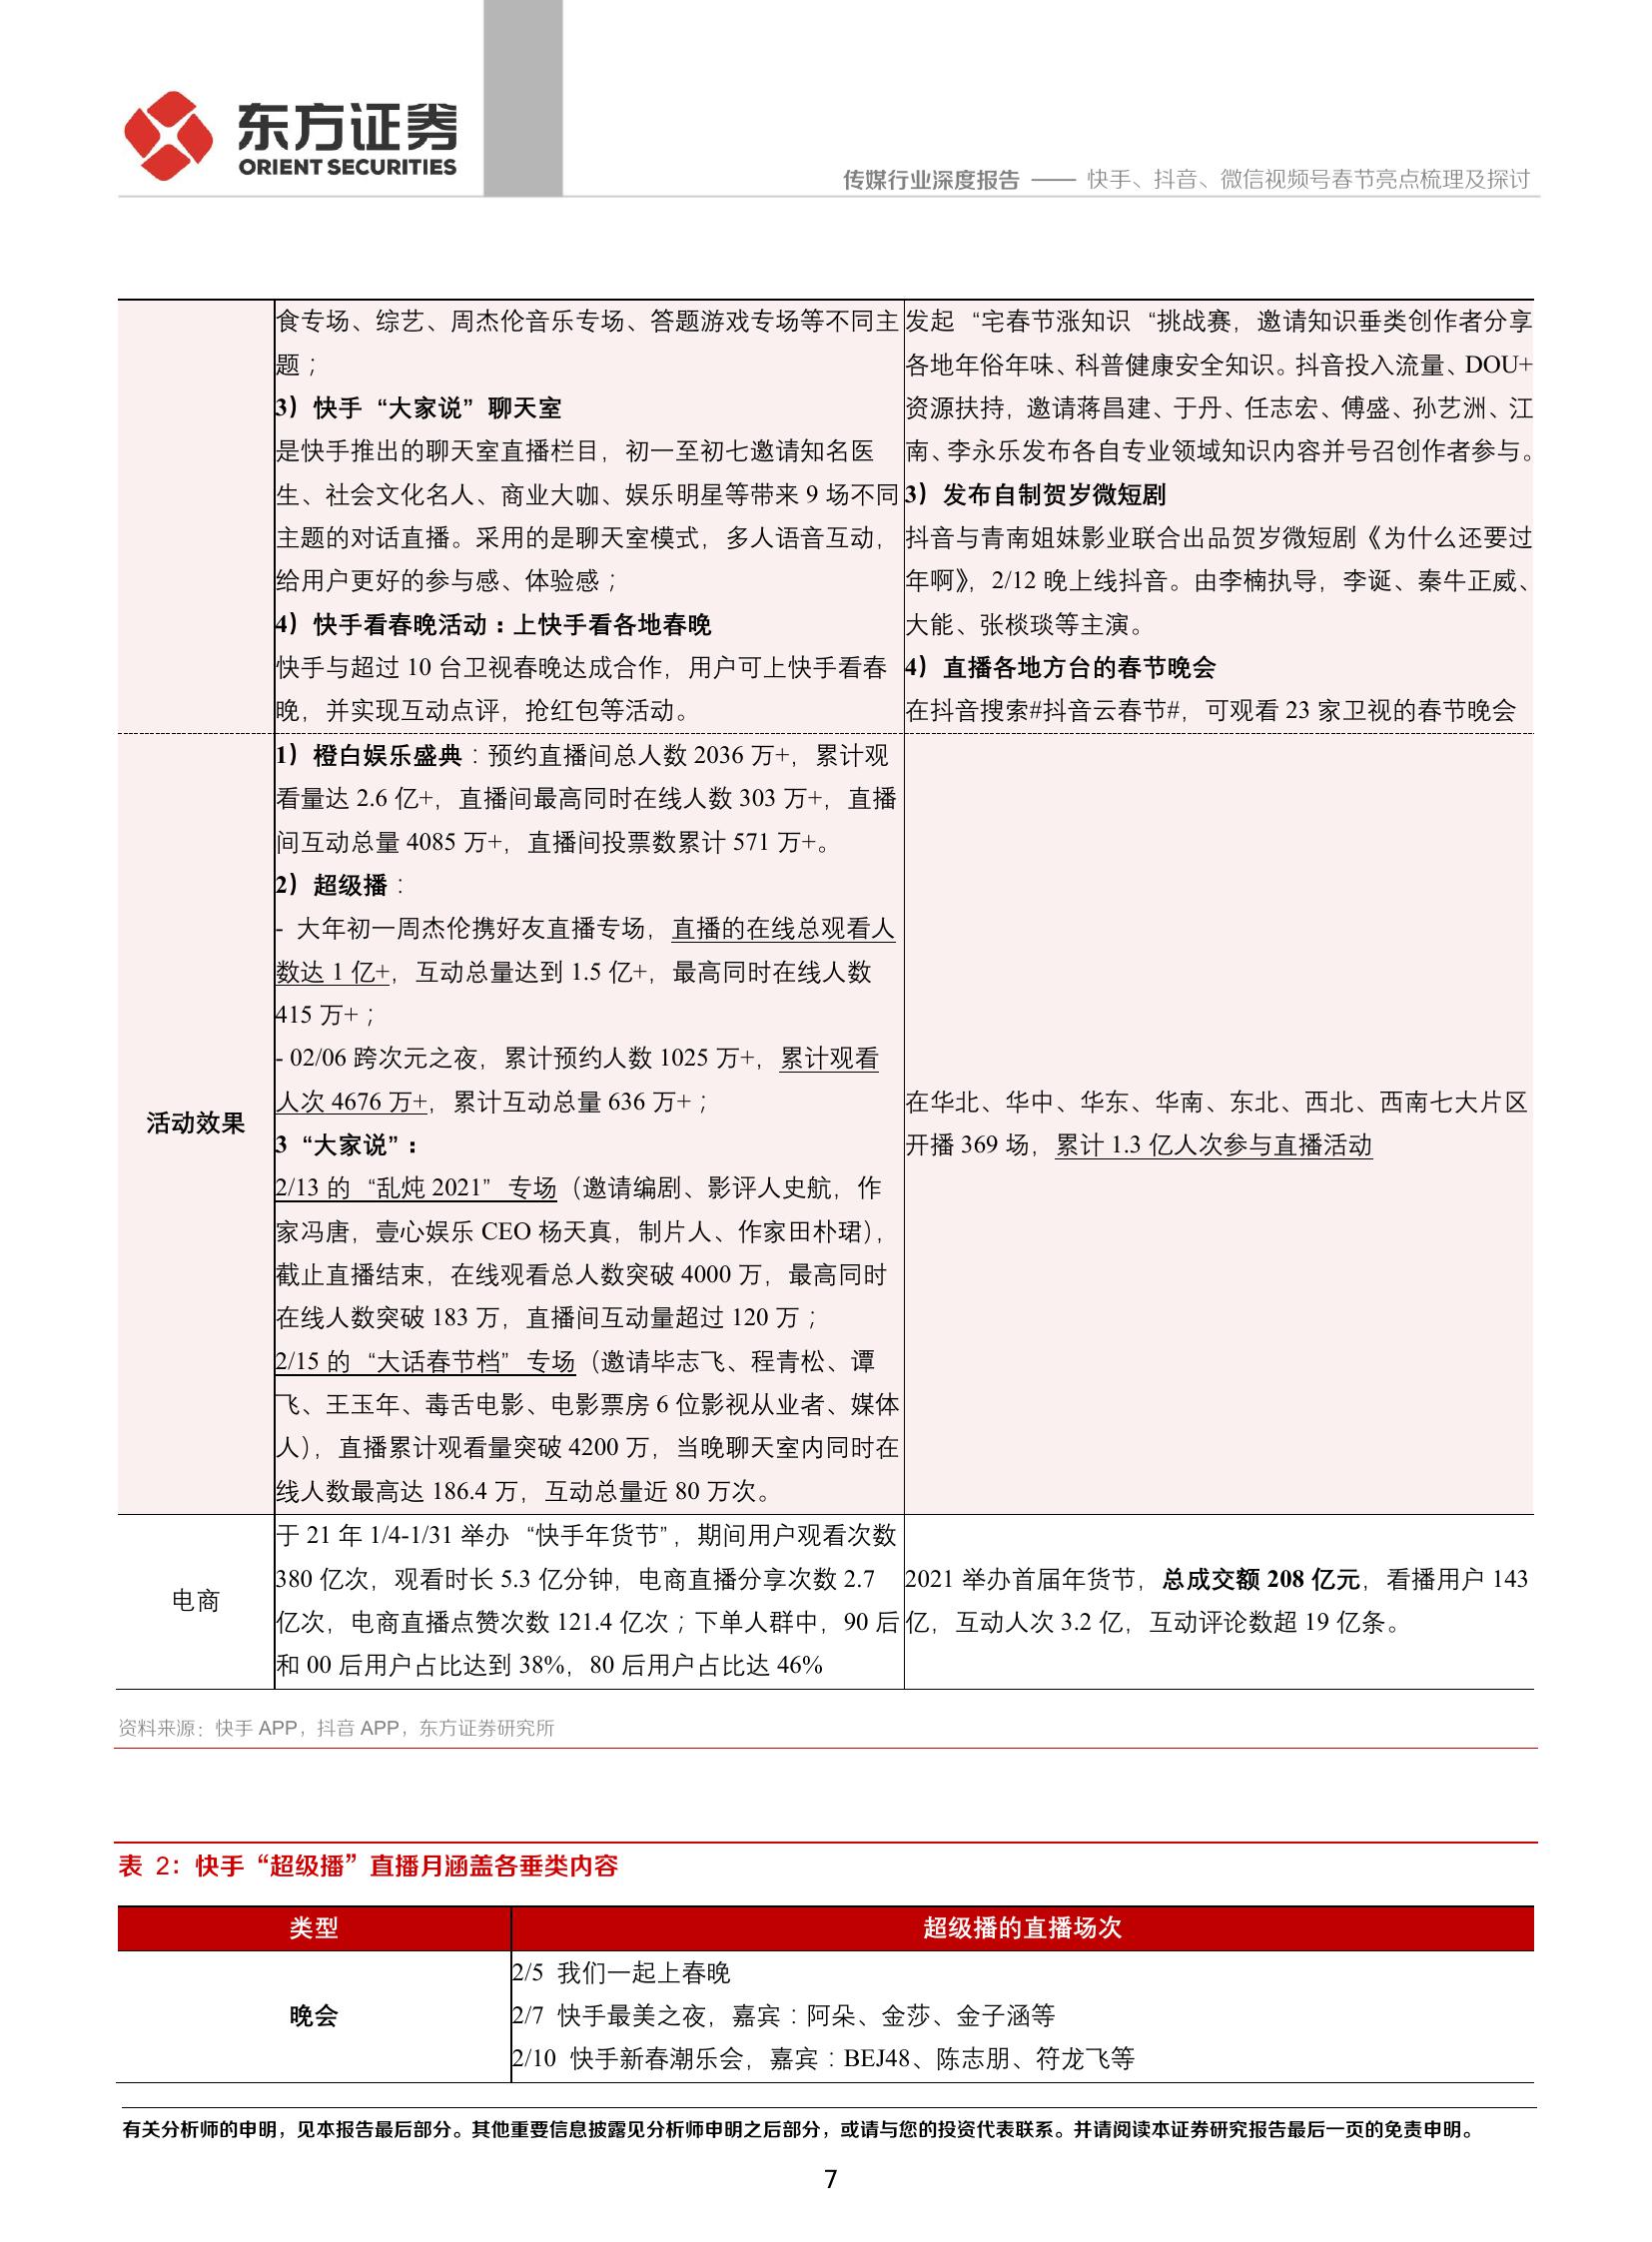 东方证券
ORIENT SECURITIES
传媒行业深度报告 —— 快手、抖音、微信视频号春节亮点梳理及探讨
食专场、综艺、周杰伦音乐专场、答题游戏专场等不同主
题；
3）快手“大家说”聊天室
是快手推出的聊天室直播栏目，初一至初七邀请知名医
生、社会文化名人、商业大咖、娱乐明星等带来 9 场不同
主题的对话直播。采用的是聊天室模式，多人语音互动，
给用户更好的参与感、体验感；
4）快手看春晚活动：上快手看各地春晚
快手与超过 10 台卫视春晚达成合作，用户可上快手看春
晚，并实现互动点评，抢红包等活动。
发起“宅春节涨知识“挑战赛，邀请知识垂类创作者分享
各地年俗年味、科普健康安全知识。抖音投入流量、DOU+
资源扶持，邀请蒋昌建、于丹、任志宏、傅盛、孙艺洲、江
南、李永乐发布各自专业领域知识内容并号召创作者参与。
3）发布自制贺岁微短剧
抖音与青南姐妹影业联合出品贺岁微短剧《为什么还要过
年啊》，2/12 晚上线抖音。由李楠执导，李诞、秦牛正威、
大能、张棪琰等主演。
4）直播各地方台的春节晚会
在抖音搜索#抖音云春节#，可观看 23 家卫视的春节晚会
活动效果
1）橙白娱乐盛典：预约直播间总人数 2036 万+，累计观
看量达 2.6 亿+，直播间最高同时在线人数 303 万+，直播
间互动总量 4085 万+，直播间投票数累计 571 万+。
2）超级播：
- 大年初一周杰伦携好友直播专场，直播的在线总观看人
数达 1 亿+，互动总量达到 1.5 亿+，最高同时在线人数
415 万+；
- 02/06 跨次元之夜，累计预约人数 1025 万+，累计观看
人次 4676 万+，累计互动总量 636 万+；
3“大家说”：
2/13 的“乱炖 2021”专场（邀请编剧、影评人史航，作
家冯唐，壹心娱乐 CEO 杨天真，制片人、作家田朴珺），
截止直播结束，在线观看总人数突破 4000 万，最高同时
在线人数突破 183 万，直播间互动量超过 120 万；
2/15 的“大话春节档”专场（邀请毕志飞、程青松、谭
飞、王玉年、毒舌电影、电影票房 6 位影视从业者、媒体
人），直播累计观看量突破 4200 万，当晚聊天室内同时在
线人数最高达 186.4 万，互动总量近 80 万次。
在华北、华中、华东、华南、东北、西北、西南七大片区
开播 369 场，累计 1.3 亿人次参与直播活动
电商
于 21 年 1/4-1/31 举办“快手年货节”，期间用户观看次数
380 亿次，观看时长 5.3 亿分钟，电商直播分享次数 2.7
亿次，电商直播点赞次数 121.4 亿次；下单人群中，90 后
和 00 后用户占比达到 38%，80 后用户占比达 46%
2021 举办首届年货节，总成交额 208 亿元，看播用户 143
亿，互动人次 3.2 亿，互动评论数超 19 亿条。
资料来源：快手 APP，抖音 APP，东方证券研究所
表 2：快手“超级播”直播月涵盖各垂类内容
类型
超级播的直播场次
晚会
2/5 我们一起上春晚
2/7 快手最美之夜，嘉宾：阿朵、金莎、金子涵等
2/10 快手新春潮乐会，嘉宾：BEJ48、陈志朋、符龙飞等
有关分析师的申明，见本报告最后部分。其他重要信息披露见分析师申明之后部分，或请与您的投资代表联系。并请阅读本证券研究报告最后一页的免责申明。
7